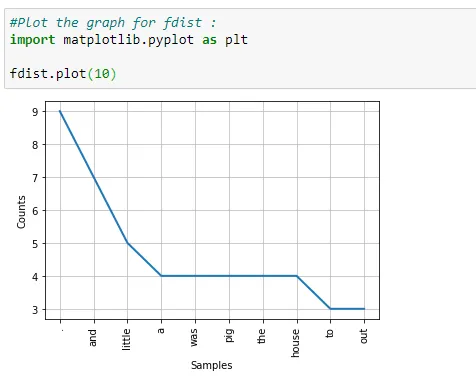 #Plot the graph for fdist :
import matplotlib.pyplot as plt
fdist.plot(10)
9
8
7
6
5
4
3
Counts
.
and
little
a
was
pig
the
house
to
out
Samples